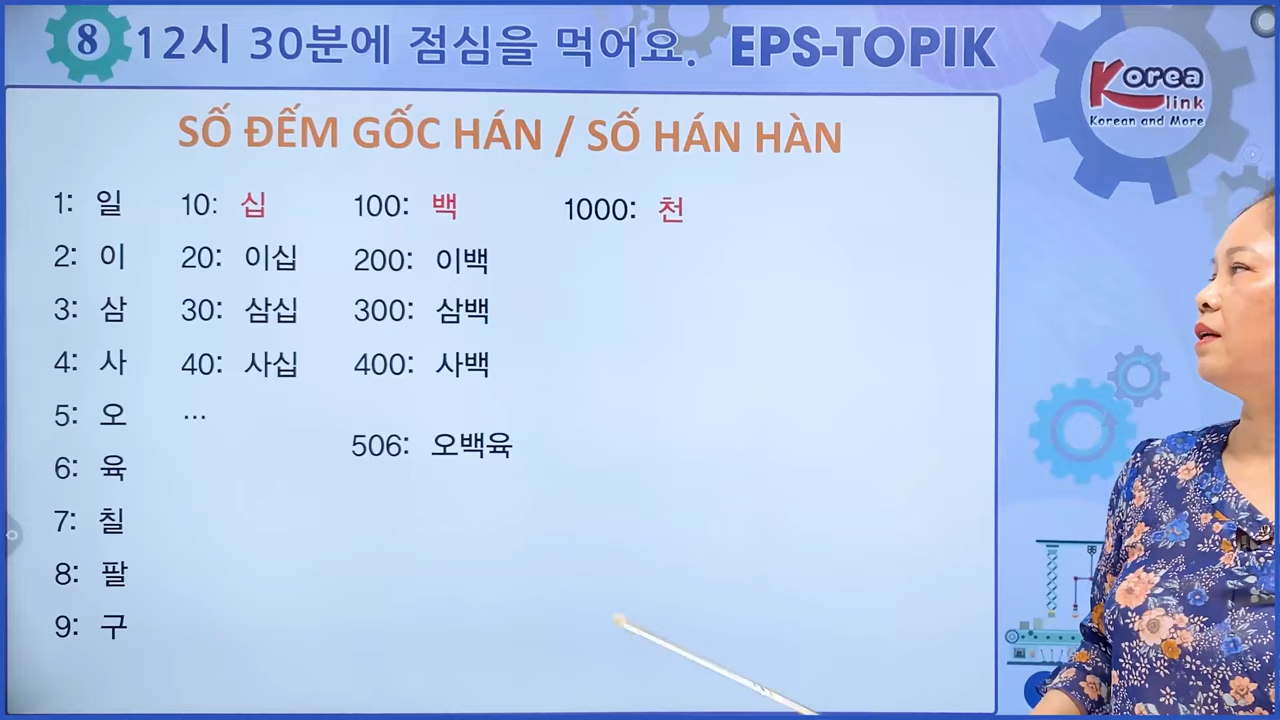 8 12시 30분에 점심을 먹어요. EPS-TOPIK
Korea
link
Korean and More
SỐ ĐẾM GỐC HÁN / SỐ HÁN HÀN
1: 일 10: 십 100: 백 1000: 천
2: 이 20: 이십 200: 이백
3: 삼 30: 삼십 300: 삼백
4: 사 40: 사십 400: 사백
5: 오 ...
506: 오백육
6: 육
7: 칠
8: 팔
9: 구